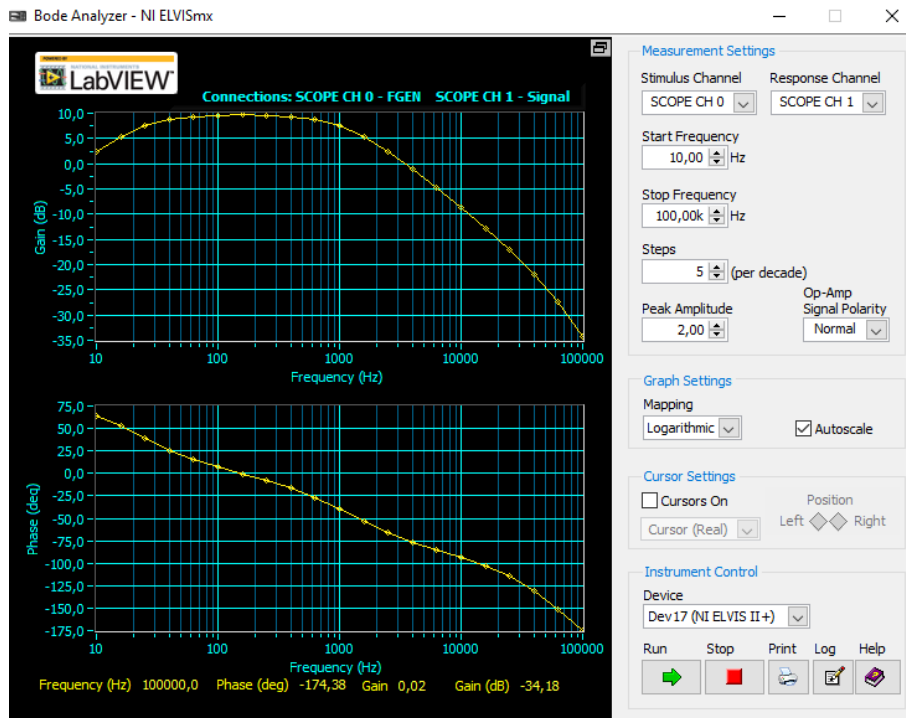 Bode Analyzer - NI ELVISmx
POWERED BY
NATIONAL INSTRUMENTS
LabVIEW™
Connections: SCOPE CH 0 - FGEN SCOPE CH 1 - Signal
Gain (dB)
10,0
5,0
0,0
-5,0
-10,0
-15,0
-20,0
-25,0
-30,0
-35,0
10 100 1000 10000 100000
Frequency (Hz)
Phase (deg)
75,0
50,0
25,0
0,0
-25,0
-50,0
-75,0
-100,0
-125,0
-150,0
-175,0
10 100 1000 10000 100000
Frequency (Hz)
Frequency (Hz) 100000,0 Phase (deg) -174,38 Gain 0,02 Gain (dB) -34,18
Measurement Settings
Stimulus Channel Response Channel
SCOPE CH 0 SCOPE CH 1
Start Frequency
10,00 Hz
Stop Frequency
100,00k Hz
Steps
5 (per decade)
Peak Amplitude
2,00
Op-Amp
Signal Polarity
Normal
Graph Settings
Mapping
Logarithmic Autoscale
Cursor Settings
Cursors On Position
Cursor (Real) Left Right
Instrument Control
Device
Dev17 (NI ELVIS II+)
Run Stop Print Log Help